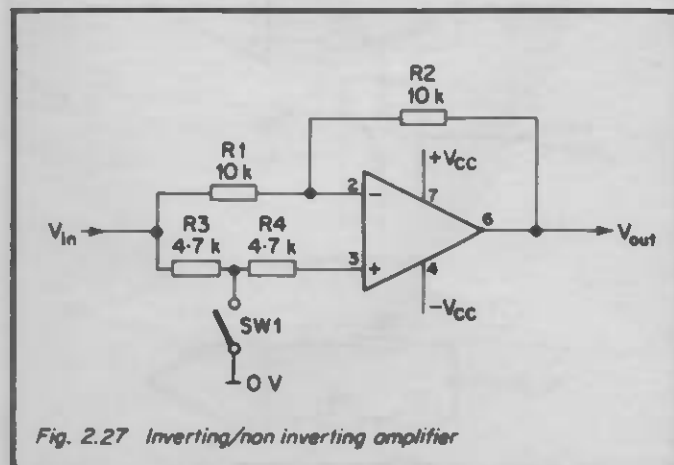 R2
10 k
R1
10 k
+Vcc
2
–
7
Vin
R3
4·7 k
R4
4·7 k
6
Vout
3
+
4
–Vcc
SW1
0 V
Fig. 2.27 Inverting/non inverting amplifier